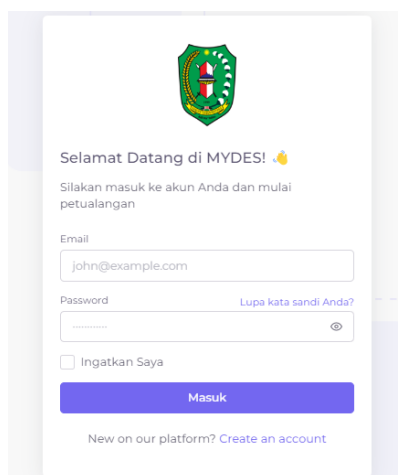 Selamat Datang di MYDES! 👋
Silakan masuk ke akun Anda dan mulai
petualangan
Email
john@example.com
Password
Lupa kata sandi Anda?
············
Ingatkan Saya
Masuk
New on our platform? Create an account